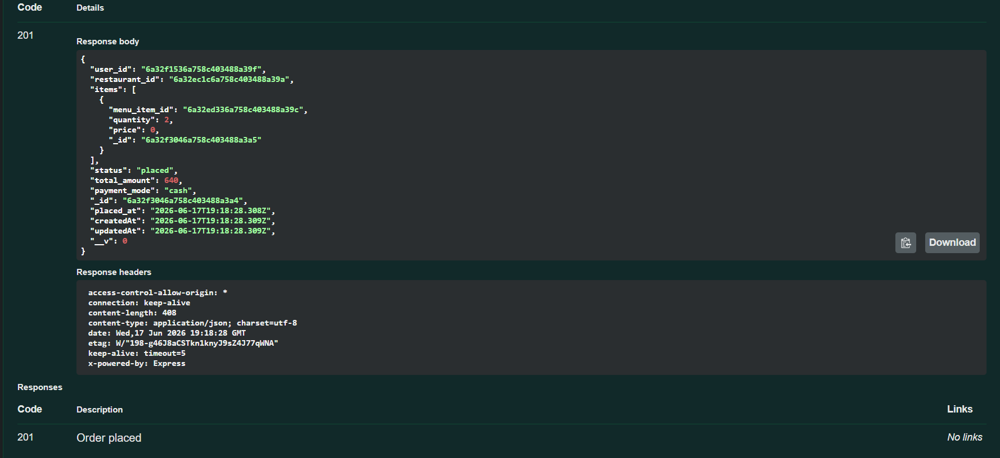 Code Details
201
Response body
{
  "user_id": "6a32f1536a758c403488a39f",
  "restaurant_id": "6a32ec1c6a758c403488a39a",
  "items": [
    {
      "menu_item_id": "6a32ed336a758c403488a39c",
      "quantity": 2,
      "price": 0,
      "_id": "6a32f3046a758c403488a3a5"
    }
  ],
  "status": "placed",
  "total_amount": 640,
  "payment_mode": "cash",
  "_id": "6a32f3046a758c403488a3a4",
  "placed_at": "2026-06-17T19:18:28.308Z",
  "createdAt": "2026-06-17T19:18:28.309Z",
  "updatedAt": "2026-06-17T19:18:28.309Z",
  "__v": 0
}
Download
Response headers
access-control-allow-origin: *
connection: keep-alive
content-length: 408
content-type: application/json; charset=utf-8
date: Wed,17 Jun 2026 19:18:28 GMT
etag: W/"198-g46J8aCSTkn1knyJ9sZ4J77qWNA"
keep-alive: timeout=5
x-powered-by: Express
Responses
Code Description Links
201 Order placed No links